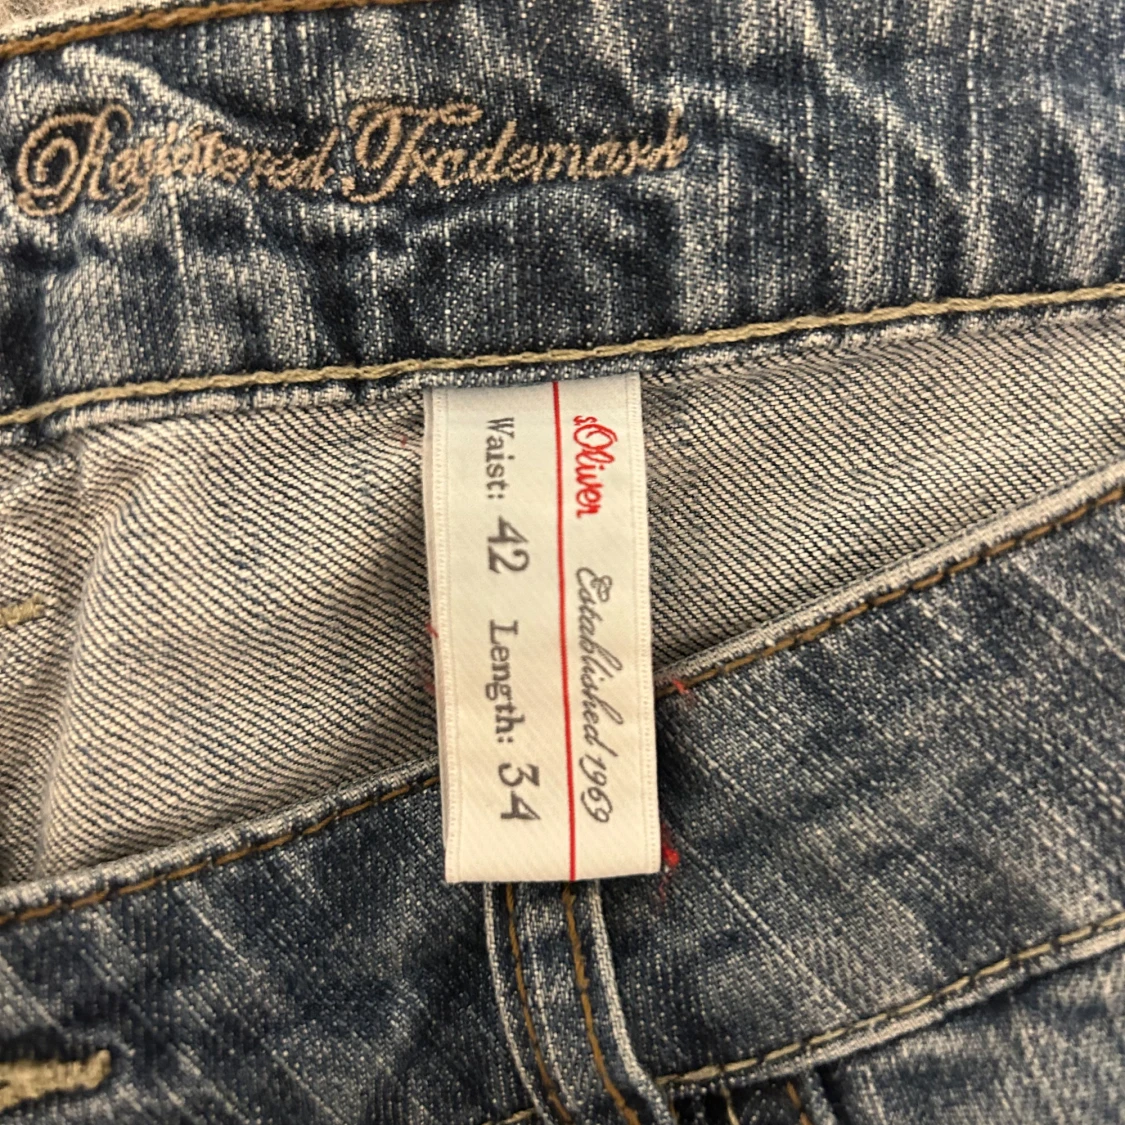 Registered Trademark
s.Oliver Established 1969
Waist: 42 Length: 34